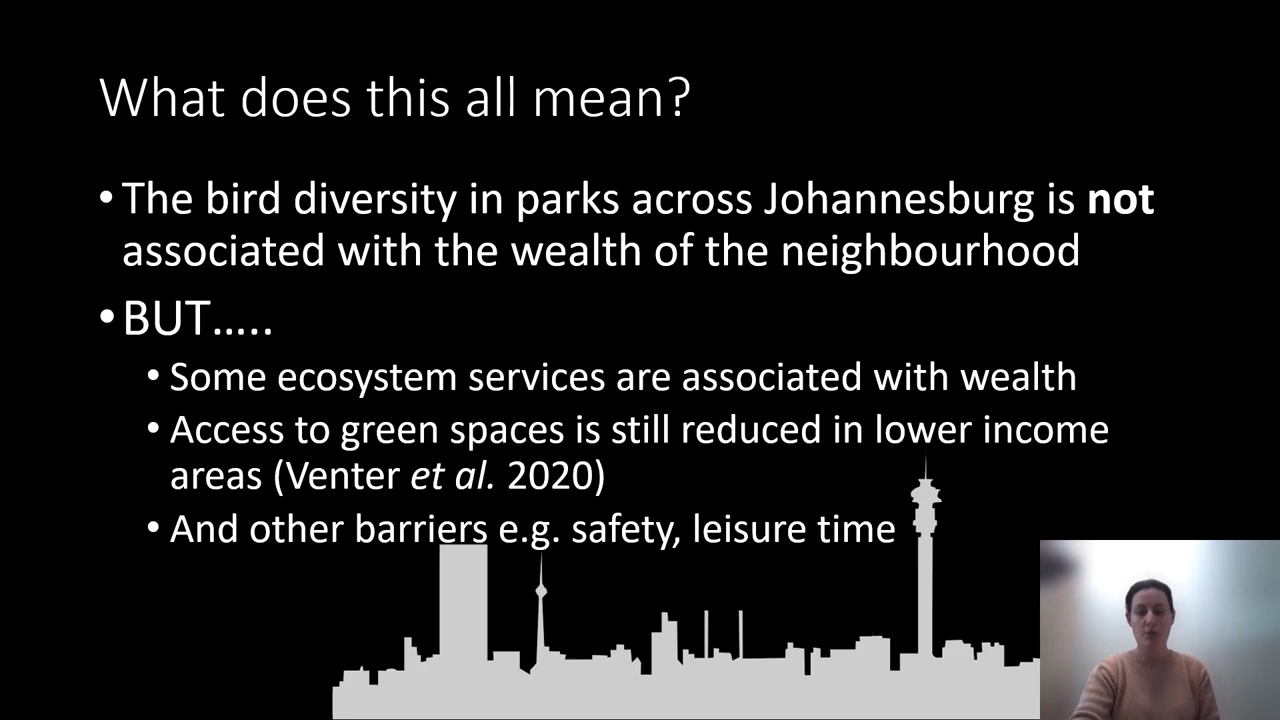 What does this all mean?
• The bird diversity in parks across Johannesburg is not
associated with the wealth of the neighbourhood
• BUT…..
• Some ecosystem services are associated with wealth
• Access to green spaces is still reduced in lower income
areas (Venter et al. 2020)
• And other barriers e.g. safety, leisure time